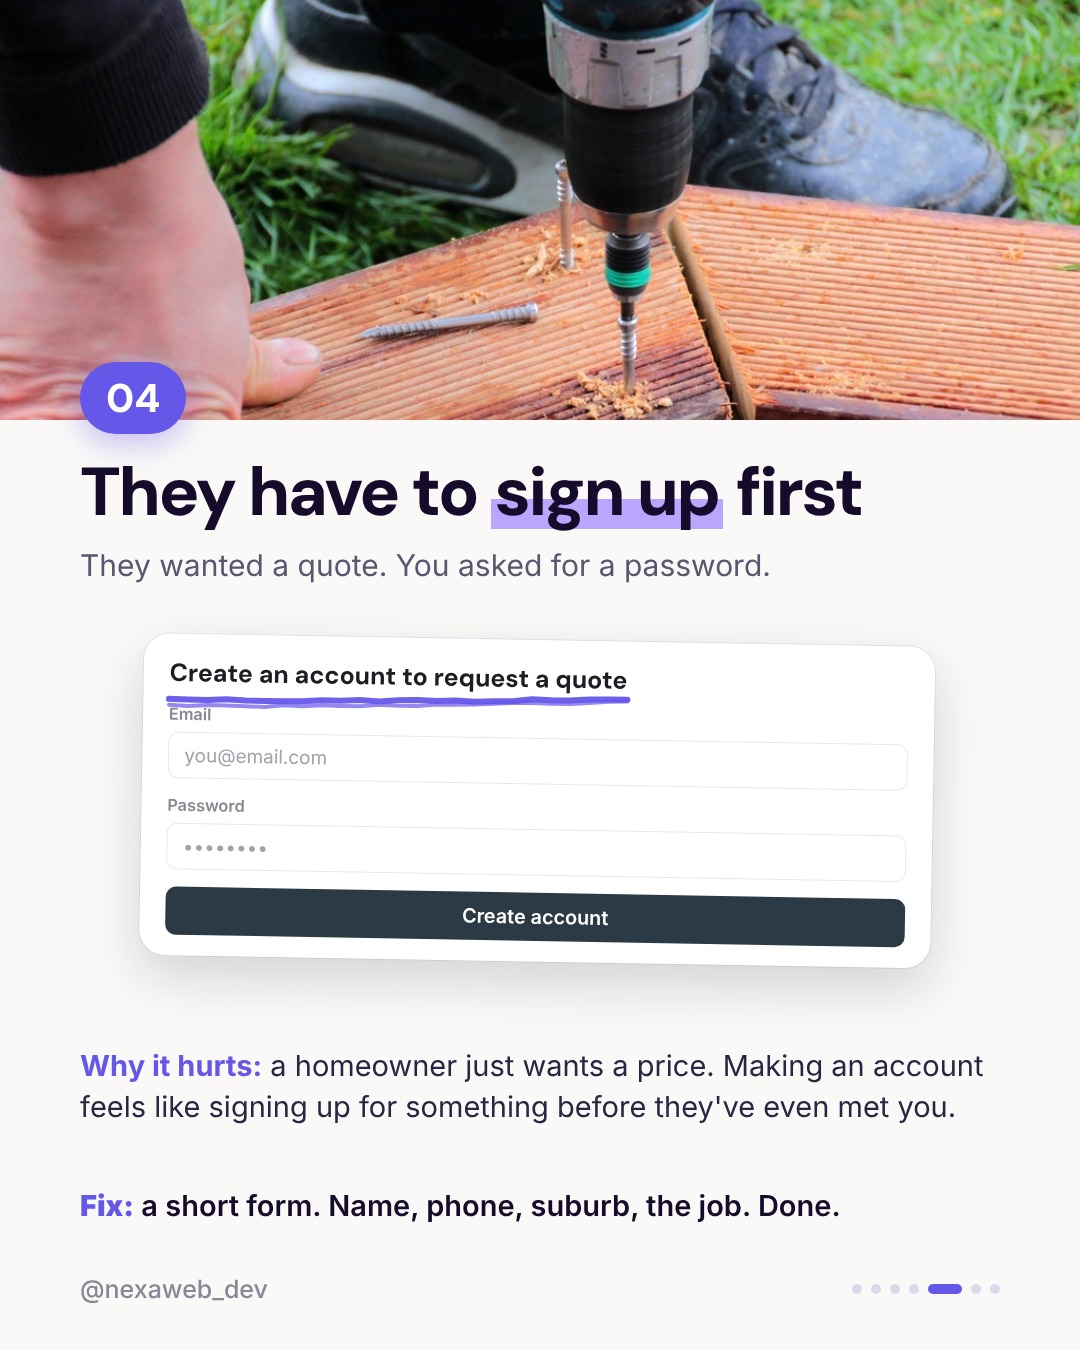 04
They have to sign up first
They wanted a quote. You asked for a password.
Create an account to request a quote
Email
you@email.com
Password
••••••••
Create account
Why it hurts: a homeowner just wants a price. Making an account
feels like signing up for something before they've even met you.
Fix: a short form. Name, phone, suburb, the job. Done.
@nexaweb_dev